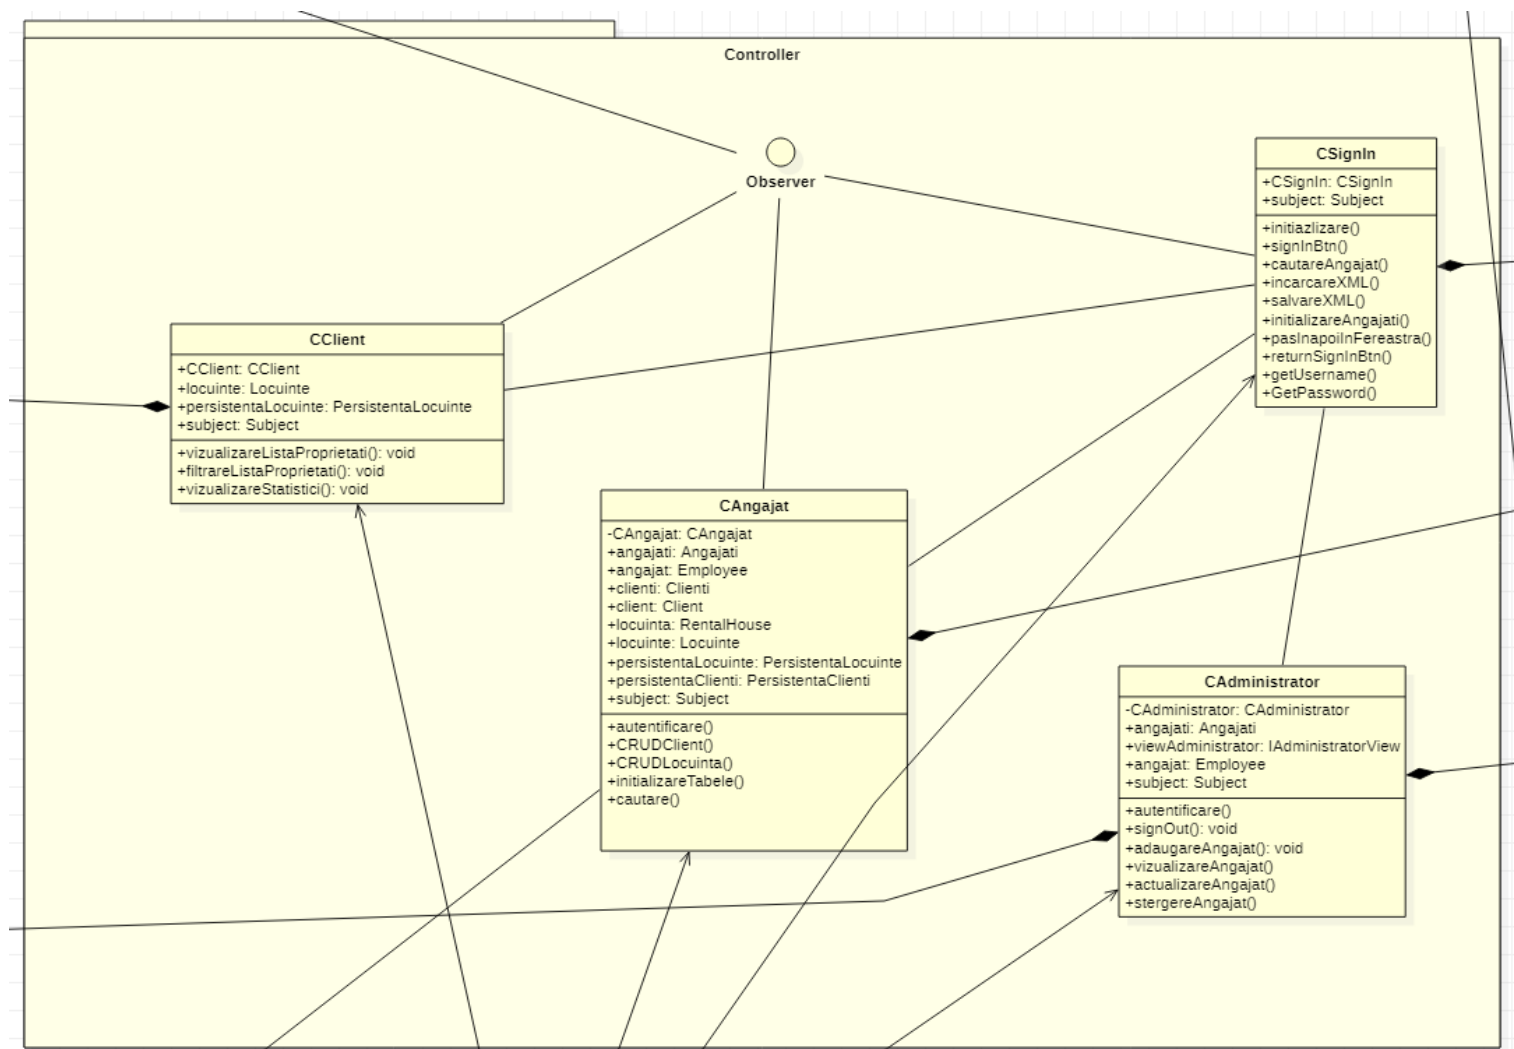 Controller
Observer
CSignIn
+CSignIn: CSignIn
+subject: Subject
+initiazlizare()
+signInBtn()
+cautareAngajat()
+incarcareXML()
+salvareXML()
+initializareAngajati()
+pasInapoiInFereastra()
+returnSignInBtn()
+getUsername()
+GetPassword()
CClient
+CClient: CClient
+locuinte: Locuinte
+persistentaLocuinte: PersistentaLocuinte
+subject: Subject
+vizualizareListaProprietati(): void
+filtrareListaProprietati(): void
+vizualizareStatistici(): void
CAngajat
-CAngajat: CAngajat
+angajati: Angajati
+angajat: Employee
+clienti: Clienti
+client: Client
+locuinta: RentalHouse
+locuinte: Locuinte
+persistentaLocuinte: PersistentaLocuinte
+persistentaClienti: PersistentaClienti
+subject: Subject
+autentificare()
+CRUDClient()
+CRUDLocuinta()
+initializareTabele()
+cautare()
CAdministrator
-CAdministrator: CAdministrator
+angajati: Angajati
+viewAdministrator: IAdministratorView
+angajat: Employee
+subject: Subject
+autentificare()
+signOut(): void
+adaugareAngajat(): void
+vizualizareAngajat()
+actualizareAngajat()
+stergereAngajat()